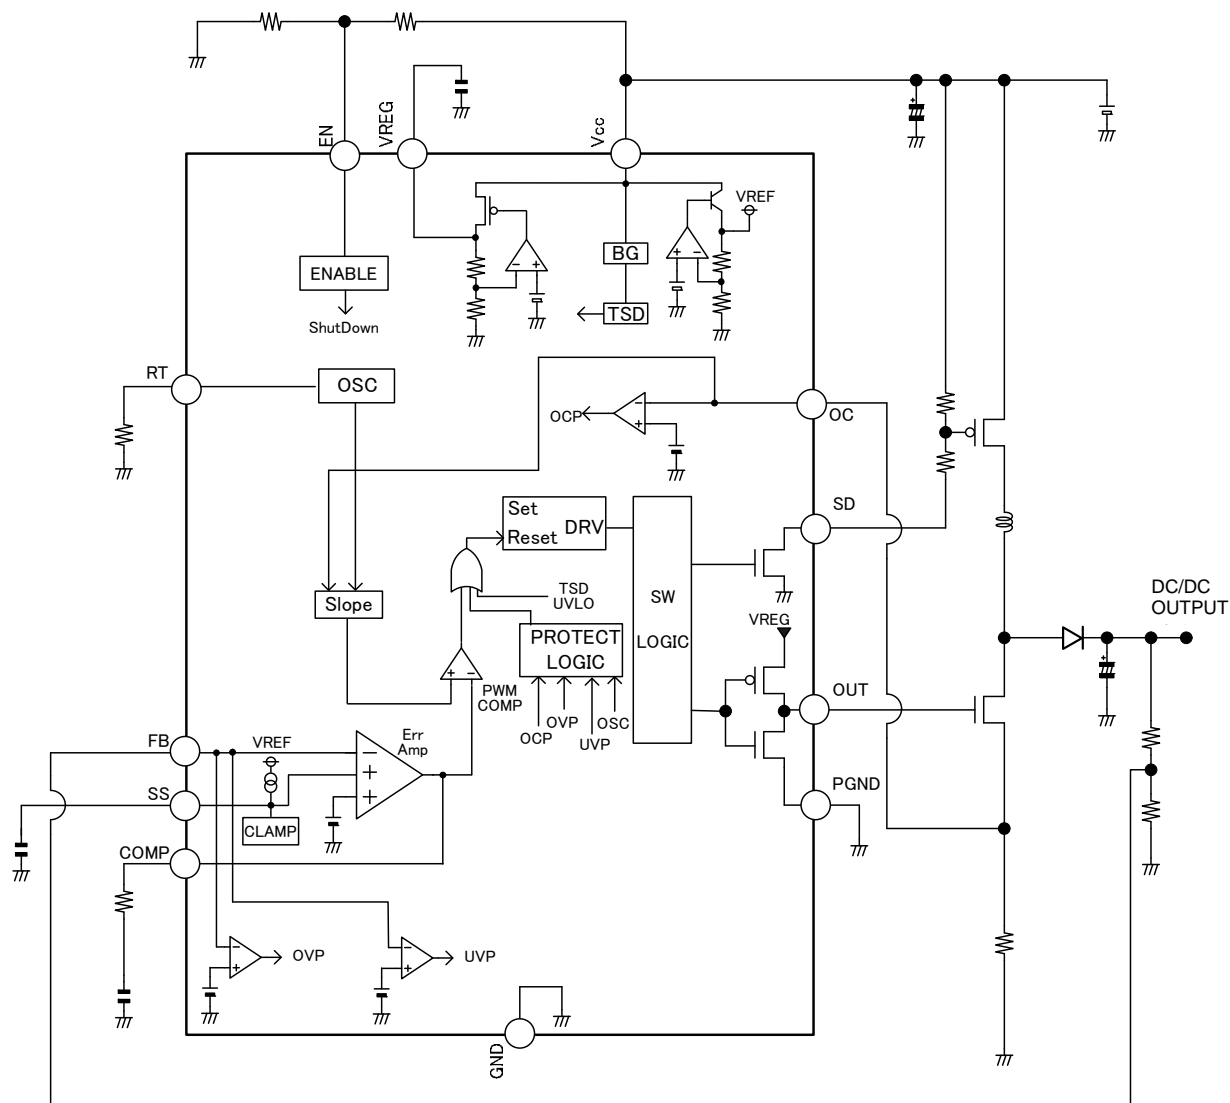 EN
VREG
Vcc
VREF
BG
ENABLE
TSD
ShutDown
RT
OSC
OCP
OC
Set
Reset
DRV
SD
TSD
UVLO
Slope
SW
LOGIC
VREG
DC/DC
OUTPUT
PROTECT
LOGIC
PWM
COMP
OUT
OCP
OVP
UVP
OSC
FB
VREF
Err
Amp
SS
CLAMP
PGND
COMP
OVP
UVP
GND